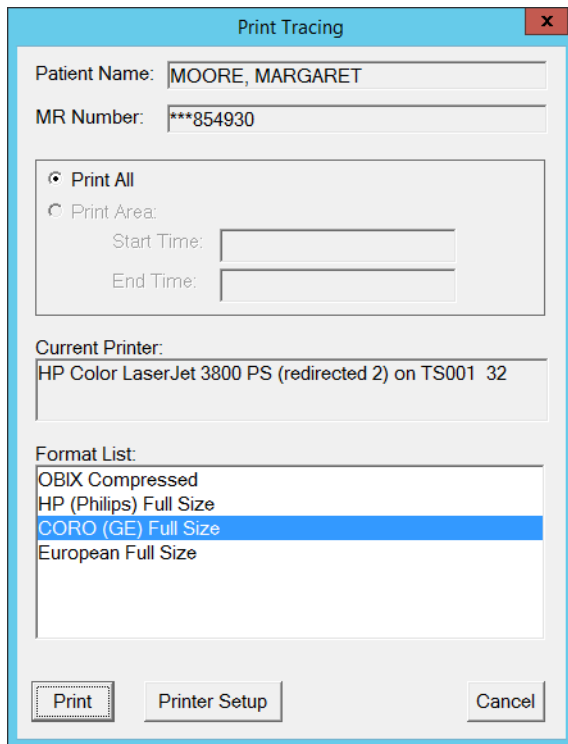 Print Tracing
x
Patient Name: MOORE, MARGARET
MR Number: ***854930
Print All
Print Area:
Start Time:
End Time:
Current Printer:
HP Color LaserJet 3800 PS (redirected 2) on TS001 32
Format List:
OBIX Compressed
HP (Philips) Full Size
CORO (GE) Full Size
European Full Size
Print Printer Setup Cancel